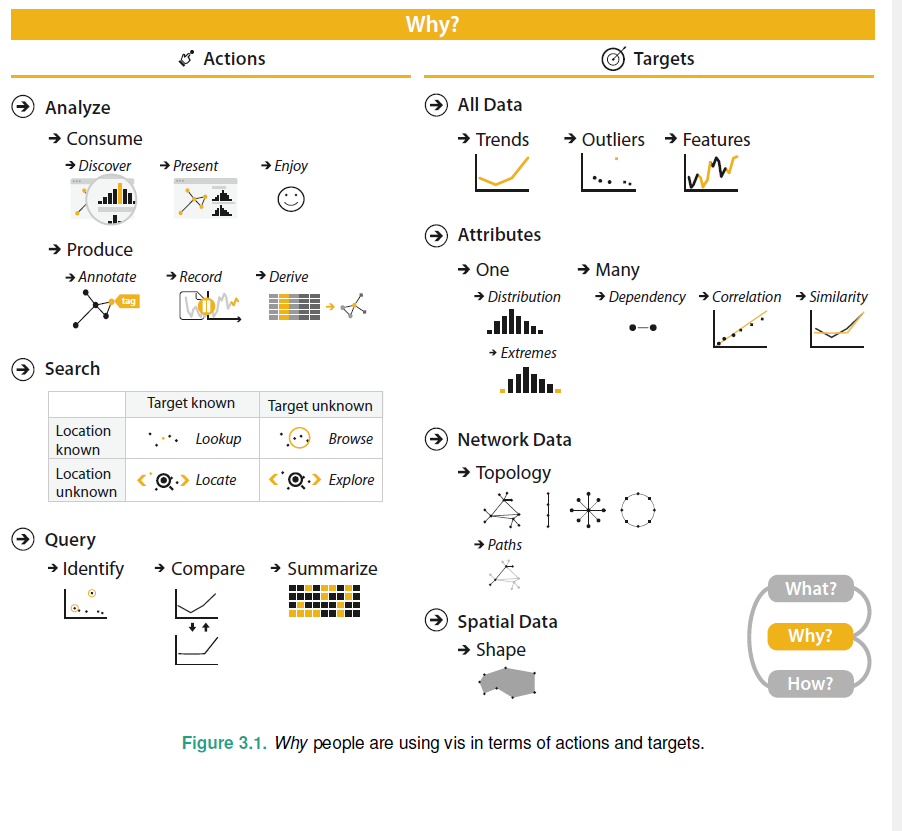 Why?
Actions
Analyze
Consume
Discover
Present
Enjoy
Produce
Annotate
Record
Derive
tag
Search
Target known
Target unknown
Location known
Lookup
Browse
Location unknown
Locate
Explore
Query
Identify
Compare
Summarize
Targets
All Data
Trends
Outliers
Features
Attributes
One
Many
Distribution
Dependency
Correlation
Similarity
Extremes
Network Data
Topology
Paths
Spatial Data
Shape
What?
Why?
How?
Figure 3.1. Why people are using vis in terms of actions and targets.